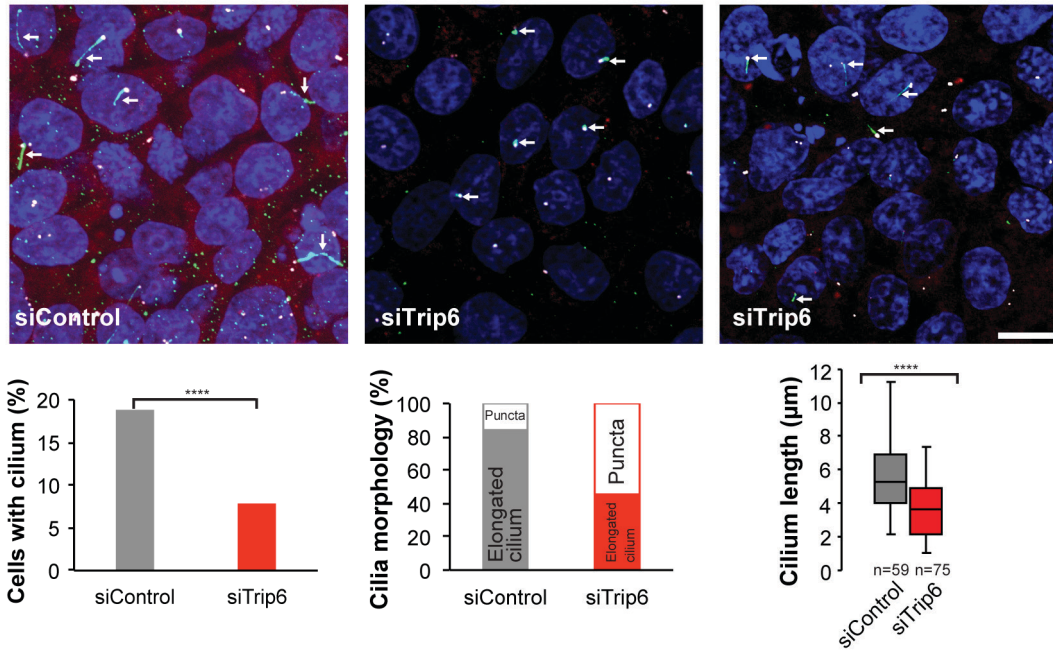 siControl
siTrip6
siTrip6
Cells with cilium (%)
20
15
10
5
0
****
siControl
siTrip6
Cilia morphology (%)
100
80
60
40
20
0
Puncta
Elongated
cilium
Puncta
Elongated
cilium
siControl
siTrip6
Cilium length (µm)
12
10
8
6
4
2
0
****
n=59
n=75
siControl
siTrip6